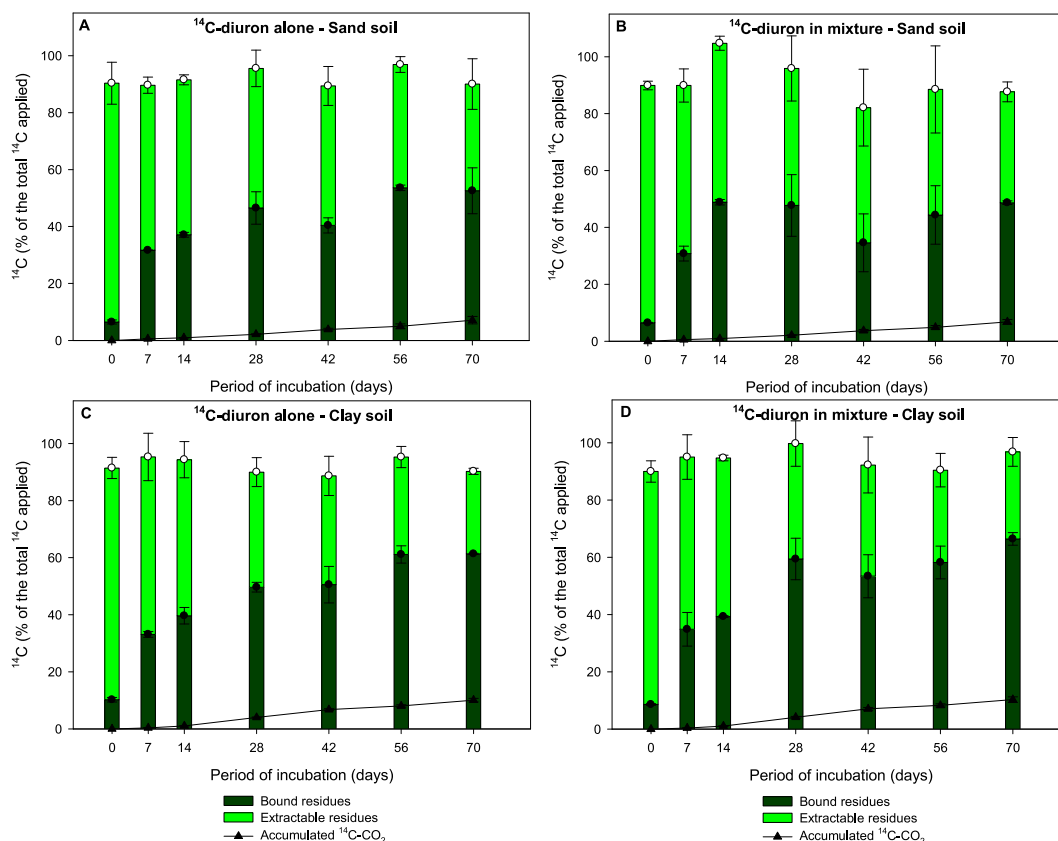 A
¹⁴C-diuron alone - Sand soil
100
80
60
40
20
0
¹⁴C (% of the total ¹⁴C applied)
0 7 14 28 42 56 70
Period of incubation (days)
B
¹⁴C-diuron in mixture - Sand soil
100
80
60
40
20
0
¹⁴C (% of the total ¹⁴C applied)
0 7 14 28 42 56 70
Period of incubation (days)
C
¹⁴C-diuron alone - Clay soil
100
80
60
40
20
0
¹⁴C (% of the total ¹⁴C applied)
0 7 14 28 42 56 70
Period of incubation (days)
Bound residues
Extractable residues
Accumulated ¹⁴C-CO₂
D
¹⁴C-diuron in mixture - Clay soil
100
80
60
40
20
0
¹⁴C (% of the total ¹⁴C applied)
0 7 14 28 42 56 70
Period of incubation (days)
Bound residues
Extractable residues
Accumulated ¹⁴C-CO₂